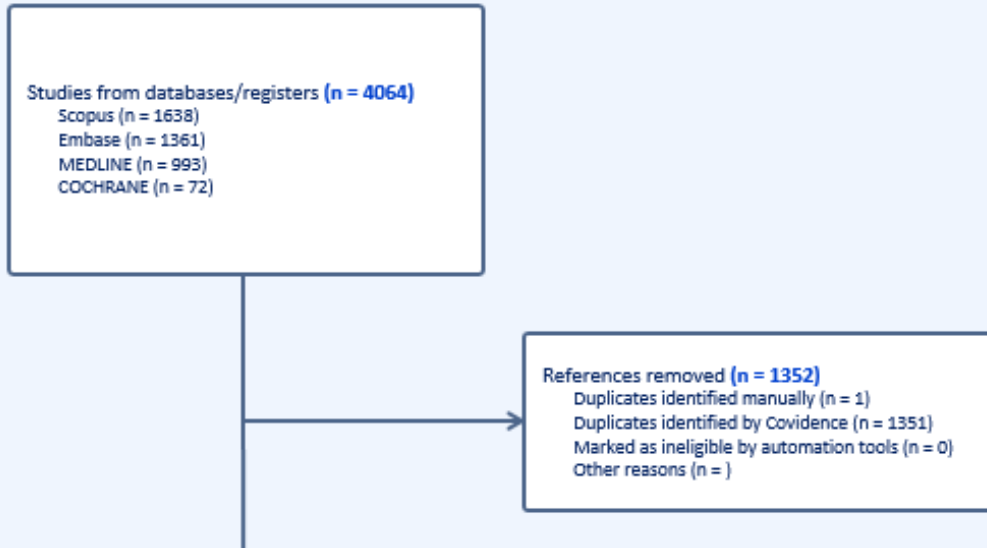 Studies from databases/registers (n = 4064)
Scopus (n = 1638)
Embase (n = 1361)
MEDLINE (n = 993)
COCHRANE (n = 72)
References removed (n = 1352)
Duplicates identified manually (n = 1)
Duplicates identified by Covidence (n = 1351)
Marked as ineligible by automation tools (n = 0)
Other reasons (n = )